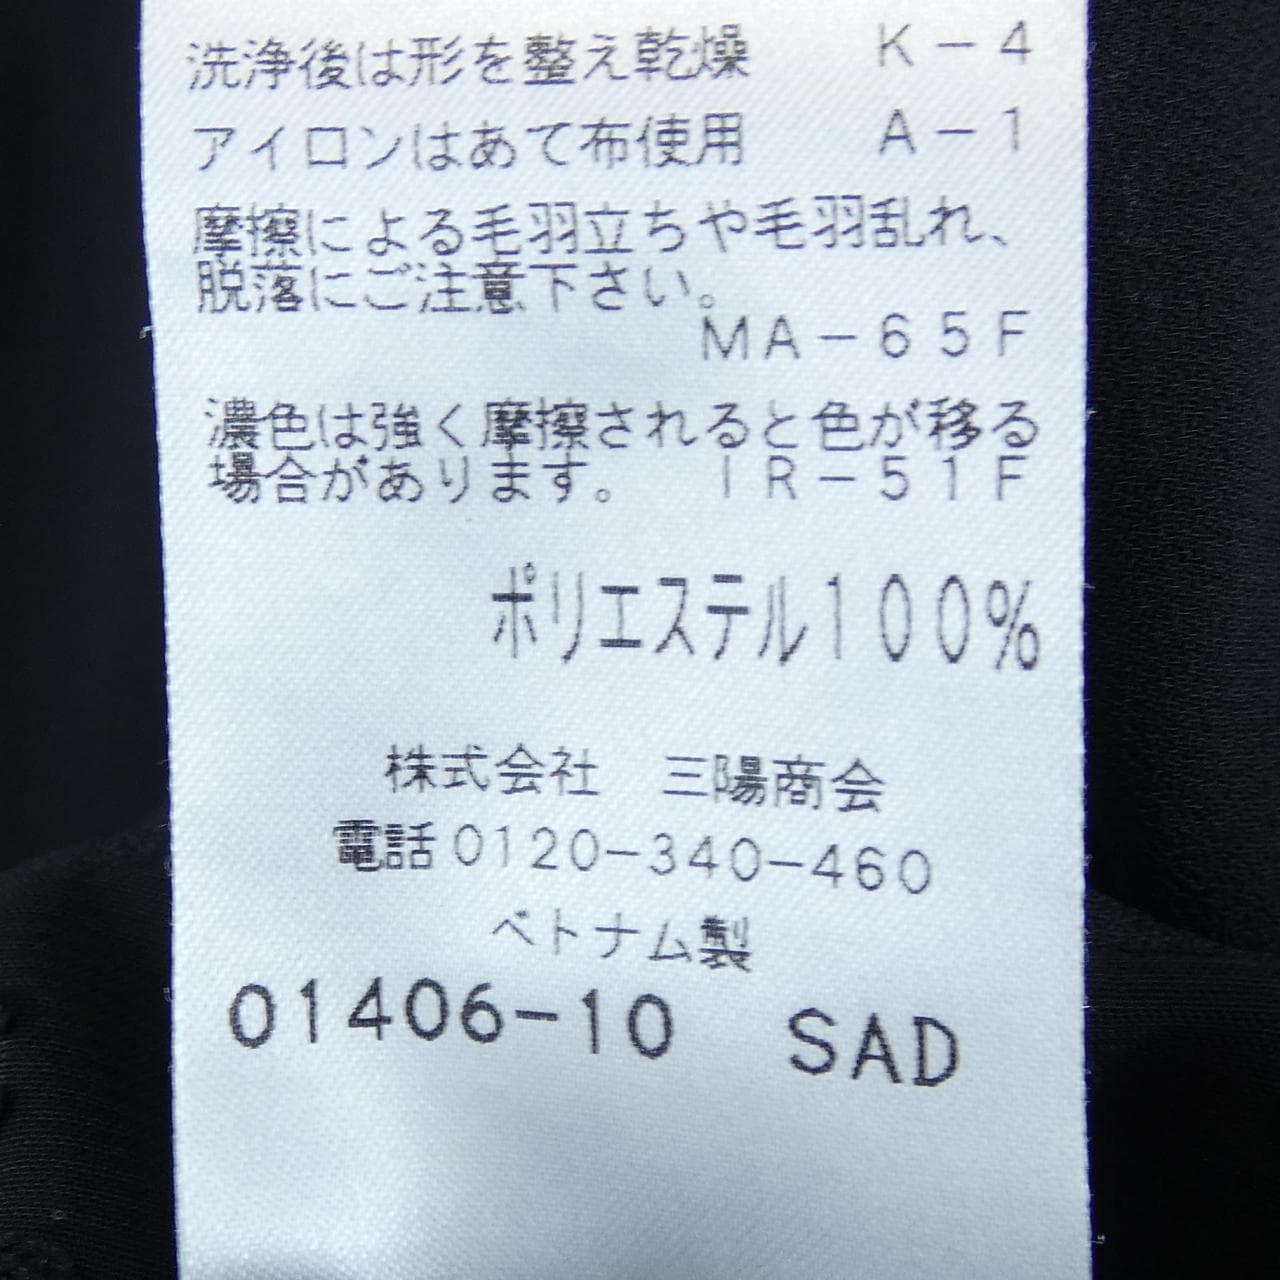 洗浄後は形を整え乾燥　K－4
アイロンはあて布使用　A－1
摩擦による毛羽立ちや毛羽乱れ、
脱落にご注意下さい。
MA－65F
濃色は強く摩擦されると色が移る
場合があります。　IR－51F
ポリエステル100%
株式会社　三陽商会
電話0120-340-460
ベトナム製
01406-10　SAD